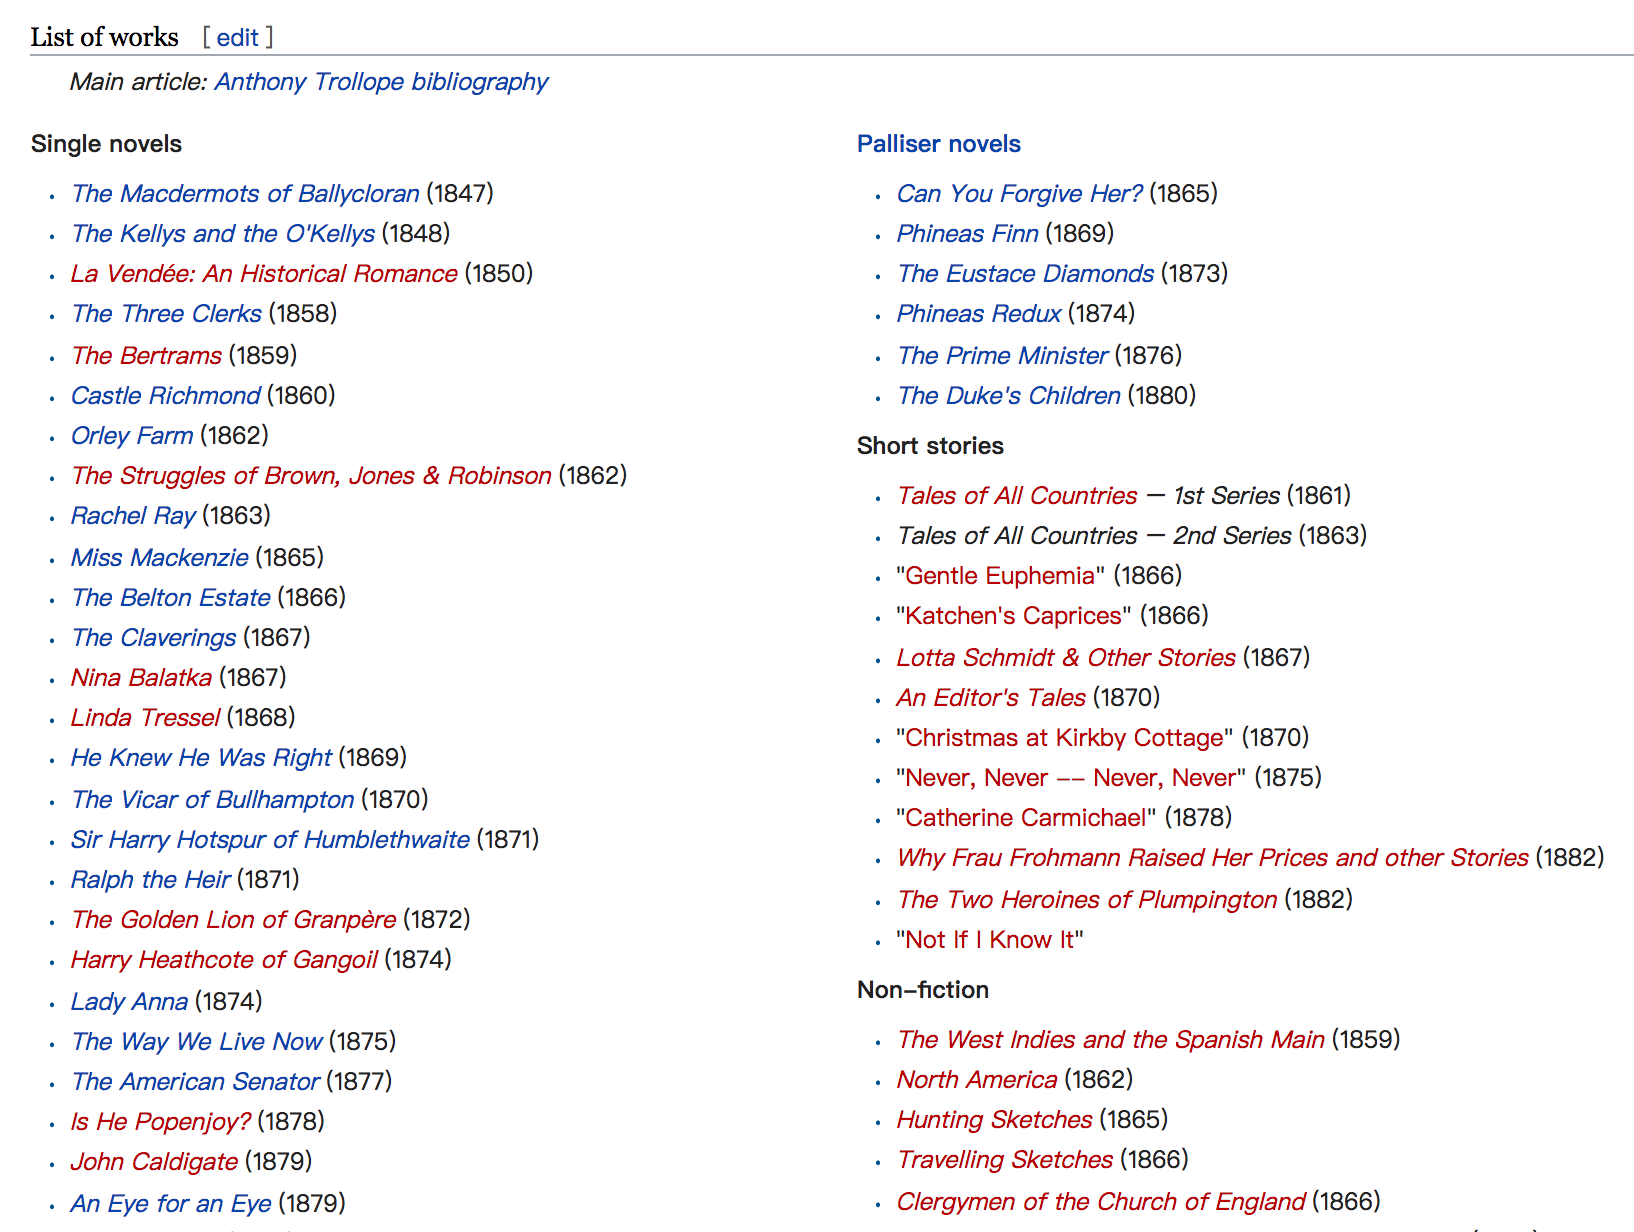 List of works [ edit ]
Main article: Anthony Trollope bibliography
Single novels
• The Macdermots of Ballycloran (1847)
• The Kellys and the O'Kellys (1848)
• La Vendée: An Historical Romance (1850)
• The Three Clerks (1858)
• The Bertrams (1859)
• Castle Richmond (1860)
• Orley Farm (1862)
• The Struggles of Brown, Jones & Robinson (1862)
• Rachel Ray (1863)
• Miss Mackenzie (1865)
• The Belton Estate (1866)
• The Claverings (1867)
• Nina Balatka (1867)
• Linda Tressel (1868)
• He Knew He Was Right (1869)
• The Vicar of Bullhampton (1870)
• Sir Harry Hotspur of Humblethwaite (1871)
• Ralph the Heir (1871)
• The Golden Lion of Granpère (1872)
• Harry Heathcote of Gangoil (1874)
• Lady Anna (1874)
• The Way We Live Now (1875)
• The American Senator (1877)
• Is He Popenjoy? (1878)
• John Caldigate (1879)
• An Eye for an Eye (1879)
Palliser novels
• Can You Forgive Her? (1865)
• Phineas Finn (1869)
• The Eustace Diamonds (1873)
• Phineas Redux (1874)
• The Prime Minister (1876)
• The Duke's Children (1880)
Short stories
• Tales of All Countries — 1st Series (1861)
• Tales of All Countries — 2nd Series (1863)
• "Gentle Euphemia" (1866)
• "Katchen's Caprices" (1866)
• Lotta Schmidt & Other Stories (1867)
• An Editor's Tales (1870)
• "Christmas at Kirkby Cottage" (1870)
• "Never, Never -- Never, Never" (1875)
• "Catherine Carmichael" (1878)
• Why Frau Frohmann Raised Her Prices and other Stories (1882)
• The Two Heroines of Plumpington (1882)
• "Not If I Know It"
Non-fiction
• The West Indies and the Spanish Main (1859)
• North America (1862)
• Hunting Sketches (1865)
• Travelling Sketches (1866)
• Clergymen of the Church of England (1866)